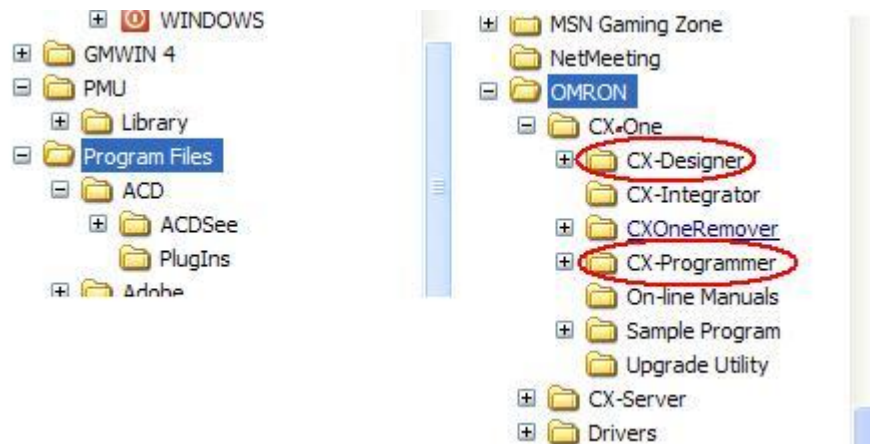 WINDOWS
GMWIN 4
PMU
Library
Program Files
ACD
ACDSee
PlugIns
Adobe
MSN Gaming Zone
NetMeeting
OMRON
CX-One
CX-Designer
CX-Integrator
CXOneRemover
CX-Programmer
On-line Manuals
Sample Program
Upgrade Utility
CX-Server
Drivers